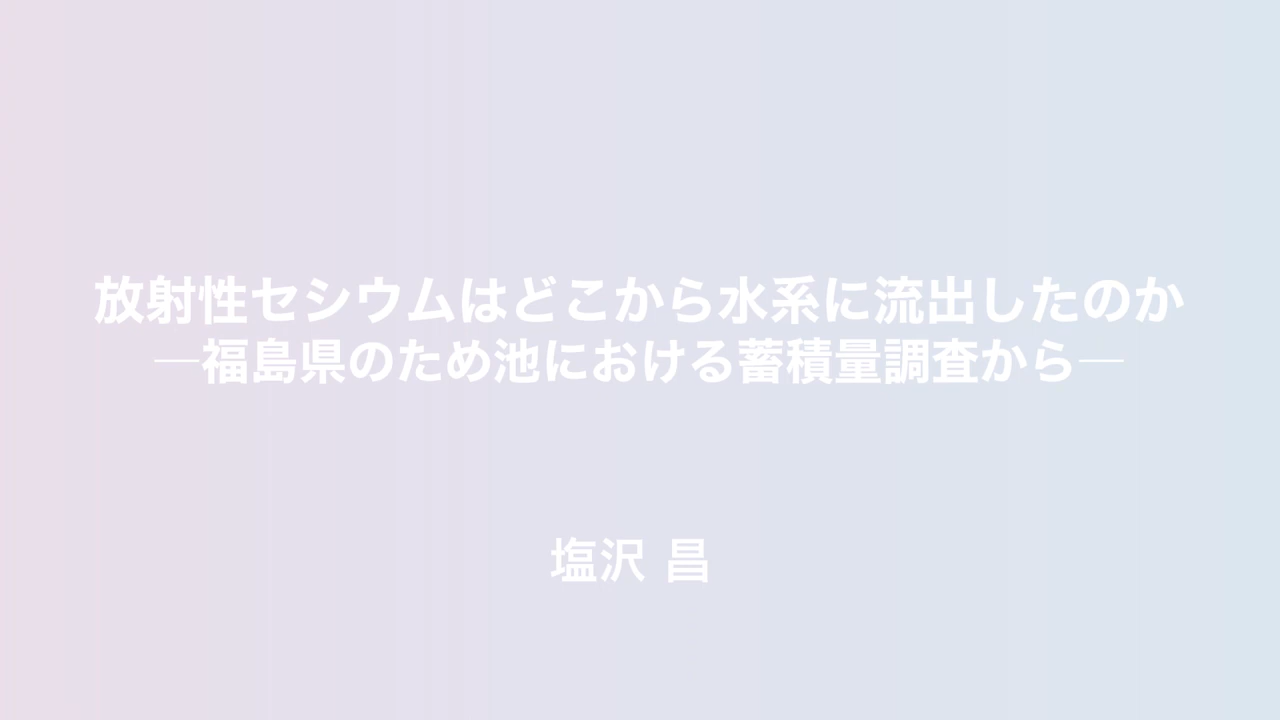 放射性セシウムはどこから水系に流出したのか
―福島県のため池における蓄積量調査から―
塩沢 昌